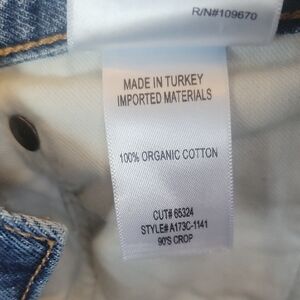 R/N#109670
MADE IN TURKEY
IMPORTED MATERIALS
100% ORGANIC COTTON
CUT# 65324
STYLE# A173C-1141
90'S CROP